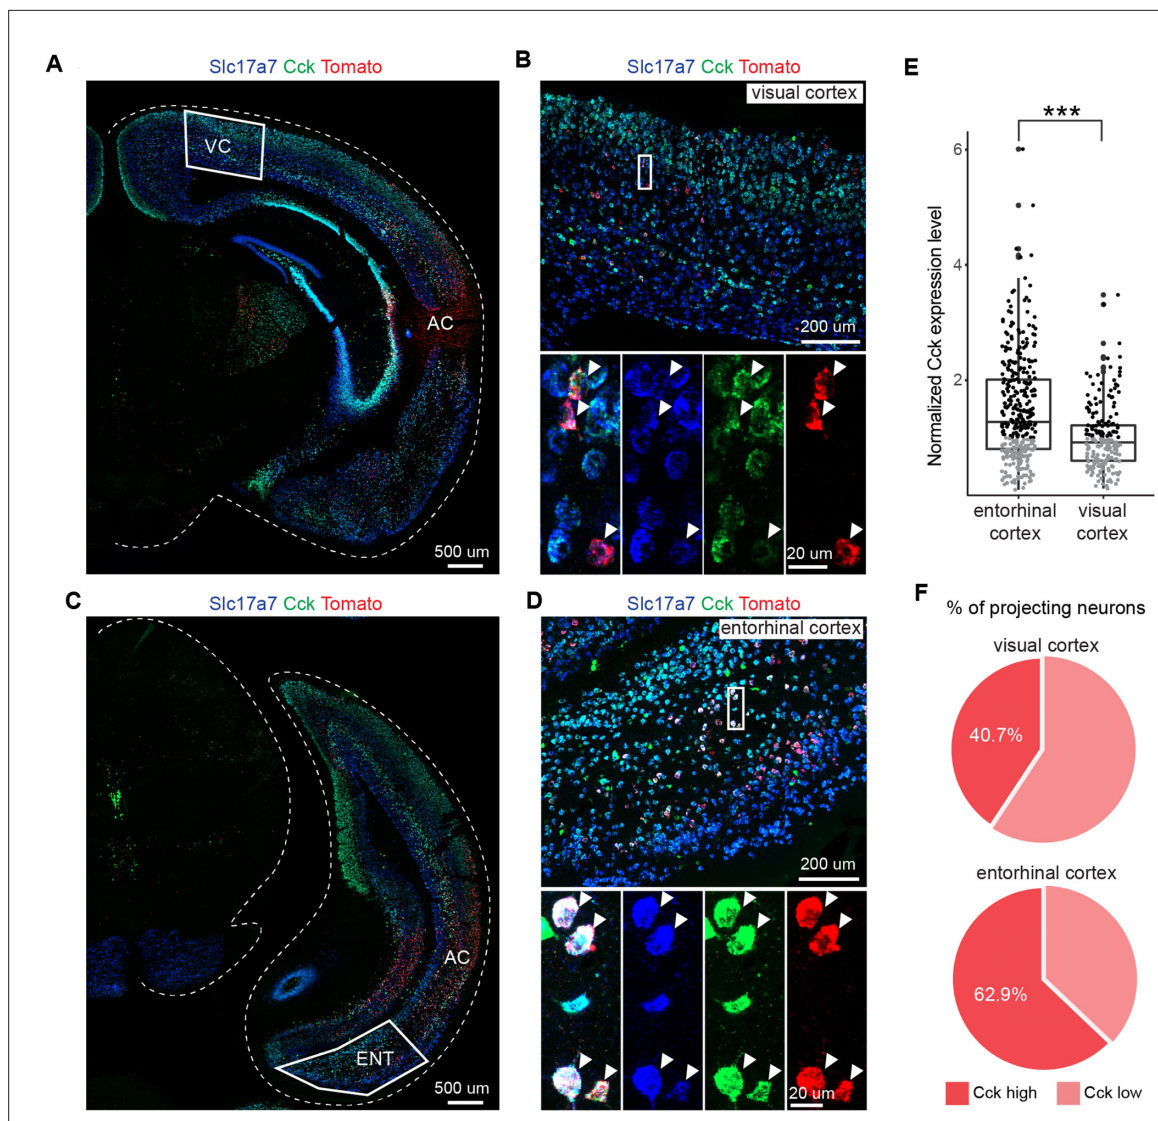 A
Slc17a7 Cck Tomato
VC
AC
500 um
B
Slc17a7 Cck Tomato
visual cortex
200 um
20 um
C
Slc17a7 Cck Tomato
AC
ENT
500 um
D
Slc17a7 Cck Tomato
entorhinal cortex
200 um
20 um
E
***
Normalized Cck expression level
6
4
2
entorhinal
cortex
visual
cortex
F
% of projecting neurons
visual cortex
40.7%
entorhinal cortex
62.9%
Cck high
Cck low